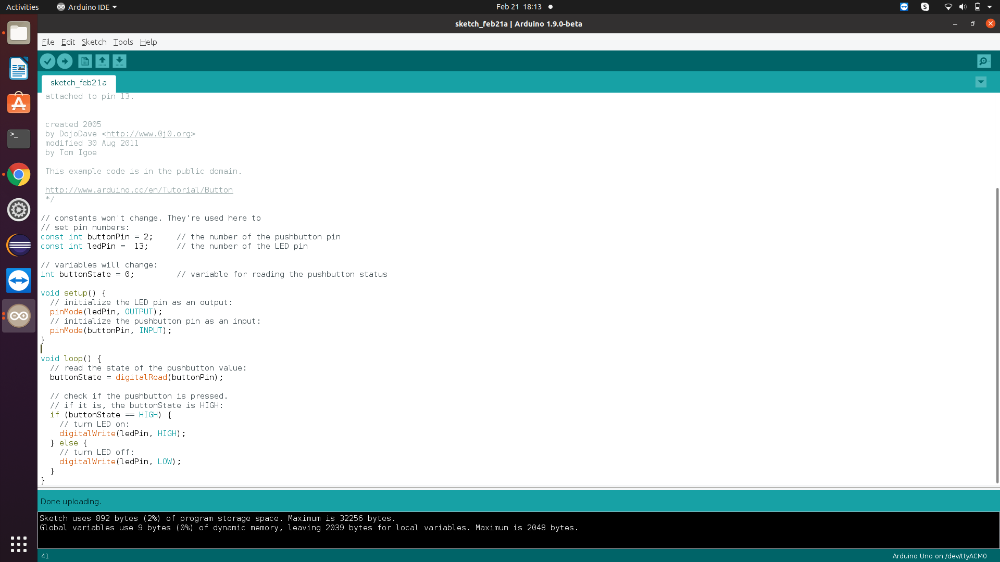 Activities
Arduino IDE
Feb 21 18:13
sketch_feb21a | Arduino 1.9.0-beta
File Edit Sketch Tools Help
sketch_feb21a
attached to pin 13.
created 2005
by DojoDave <http://www.0j0.org>
modified 30 Aug 2011
by Tom Igoe
This example code is in the public domain.
http://www.arduino.cc/en/Tutorial/Button
*/
// constants won't change. They're used here to
// set pin numbers:
const int buttonPin = 2;     // the number of the pushbutton pin
const int ledPin =  13;      // the number of the LED pin
// variables will change:
int buttonState = 0;         // variable for reading the pushbutton status
void setup() {
  // initialize the LED pin as an output:
  pinMode(ledPin, OUTPUT);
  // initialize the pushbutton pin as an input:
  pinMode(buttonPin, INPUT);
}
void loop() {
  // read the state of the pushbutton value:
  buttonState = digitalRead(buttonPin);
  // check if the pushbutton is pressed.
  // if it is, the buttonState is HIGH:
  if (buttonState == HIGH) {
    // turn LED on:
    digitalWrite(ledPin, HIGH);
  } else {
    // turn LED off:
    digitalWrite(ledPin, LOW);
  }
}
Done uploading.
Sketch uses 892 bytes (2%) of program storage space. Maximum is 32256 bytes.
Global variables use 9 bytes (0%) of dynamic memory, leaving 2039 bytes for local variables. Maximum is 2048 bytes.
41
Arduino Uno on /dev/ttyACM0